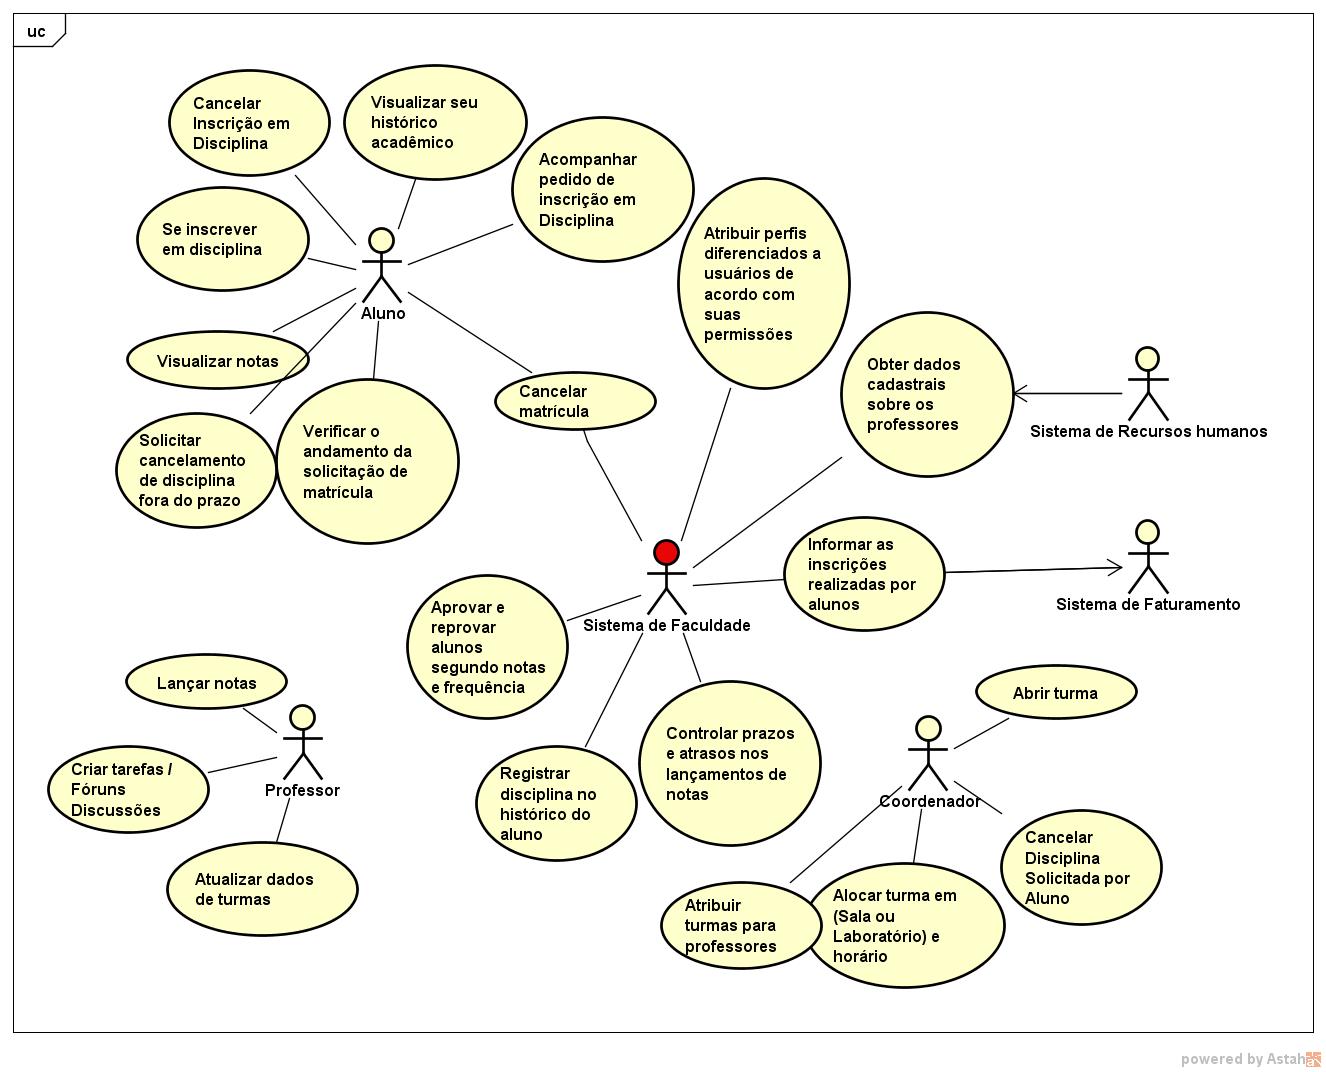 uc
Cancelar
Inscrição em
Disciplina
Visualizar seu
histórico
acadêmico
Acompanhar
pedido de
inscrição em
Disciplina
Se inscrever
em disciplina
Aluno
Atribuir perfis
diferenciados a
usuários de
acordo com
suas
permissões
Visualizar notas
Cancelar
matrícula
Obter dados
cadastrais
sobre os
professores
Sistema de Recursos humanos
Solicitar
cancelamento
de disciplina
fora do prazo
Verificar o
andamento da
solicitação de
matrícula
Informar as
inscrições
realizadas por
alunos
Sistema de Faturamento
Sistema de Faculdade
Aprovar e
reprovar
alunos
segundo notas
e frequência
Lançar notas
Abrir turma
Criar tarefas /
Fóruns
Discussões
Professor
Registrar
disciplina no
histórico do
aluno
Controlar prazos
e atrasos nos
lançamentos de
notas
Coordenador
Cancelar
Disciplina
Solicitada por
Aluno
Atualizar dados
de turmas
Atribuir
turmas para
professores
Alocar turma em
(Sala ou
Laboratório) e
horário
powered by Astah